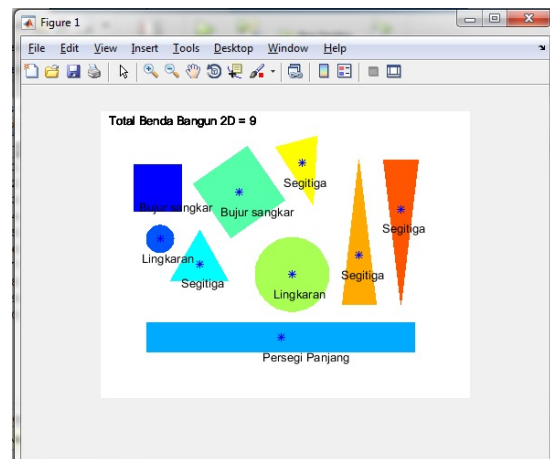 Figure 1
File Edit View Insert Tools Desktop Window Help
Total Benda Bangun 2D = 9
Segitiga
Bujur sangkar
Bujur sangkar
Segitiga
Lingkaran
Segitiga
Segitiga
Lingkaran
Persegi Panjang